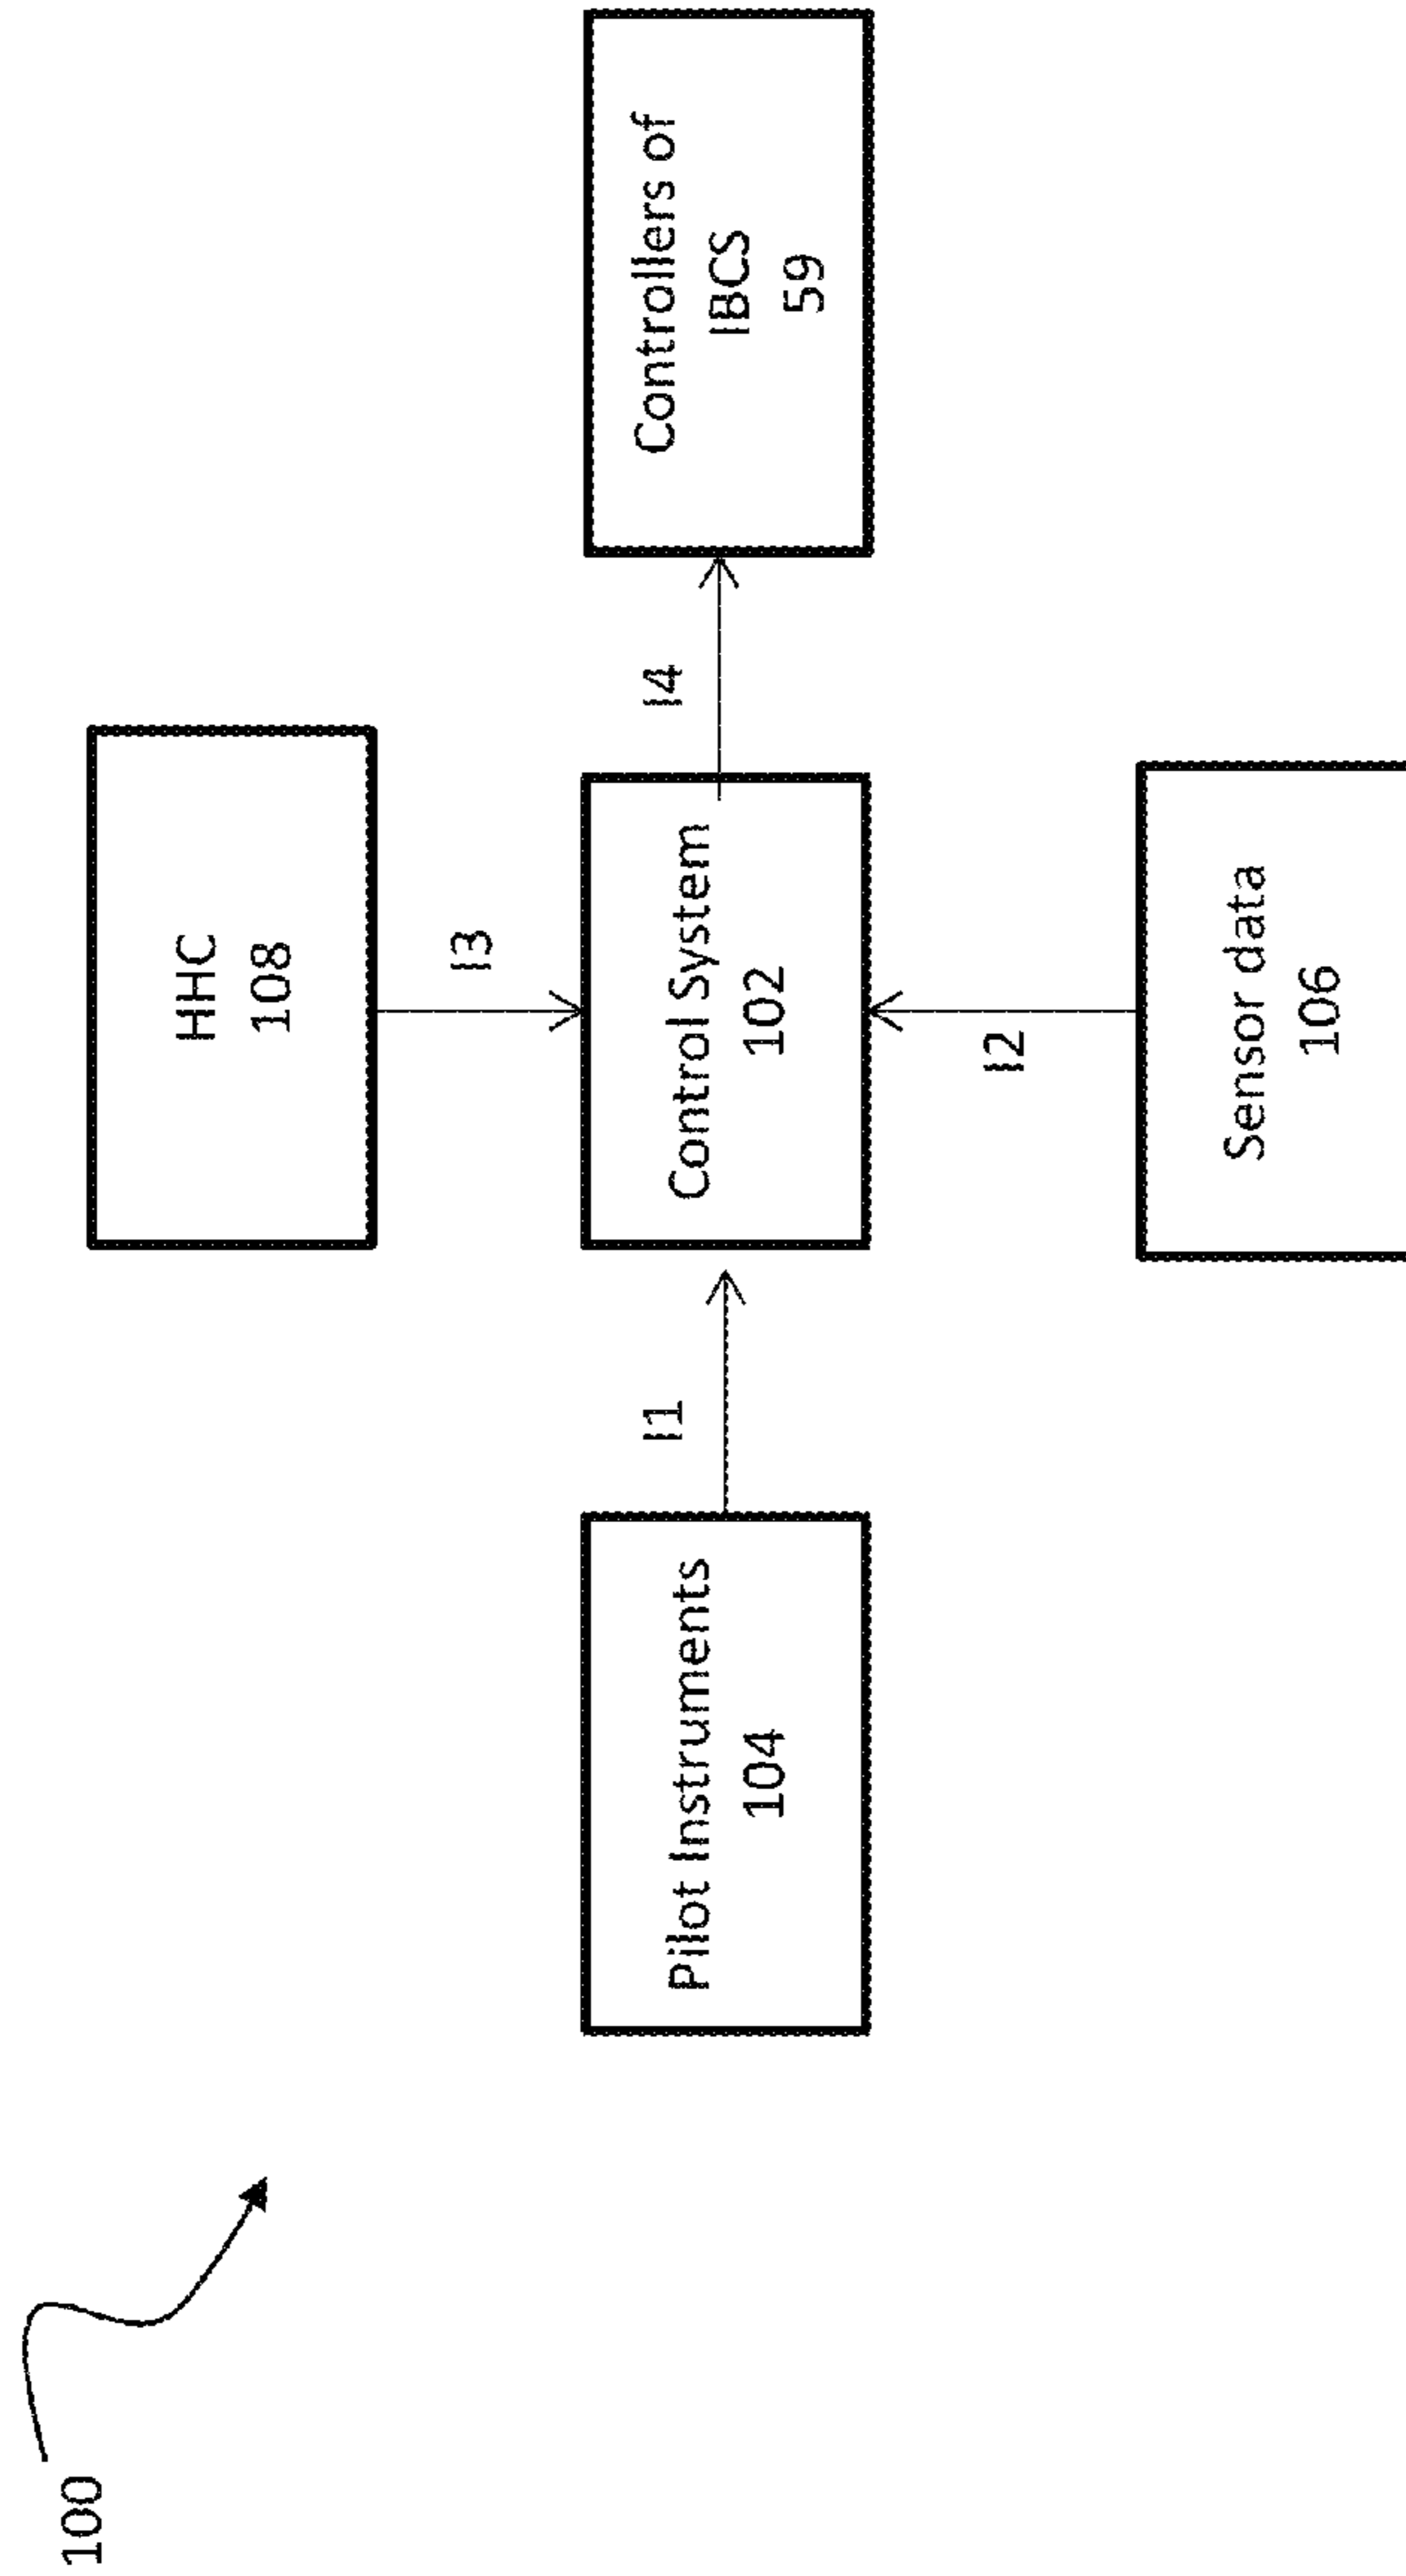 100
HHC
108
I3
Pilot Instruments
104
I1
Control System
102
I4
Controllers of
IBCS
59
I2
Sensor data
106